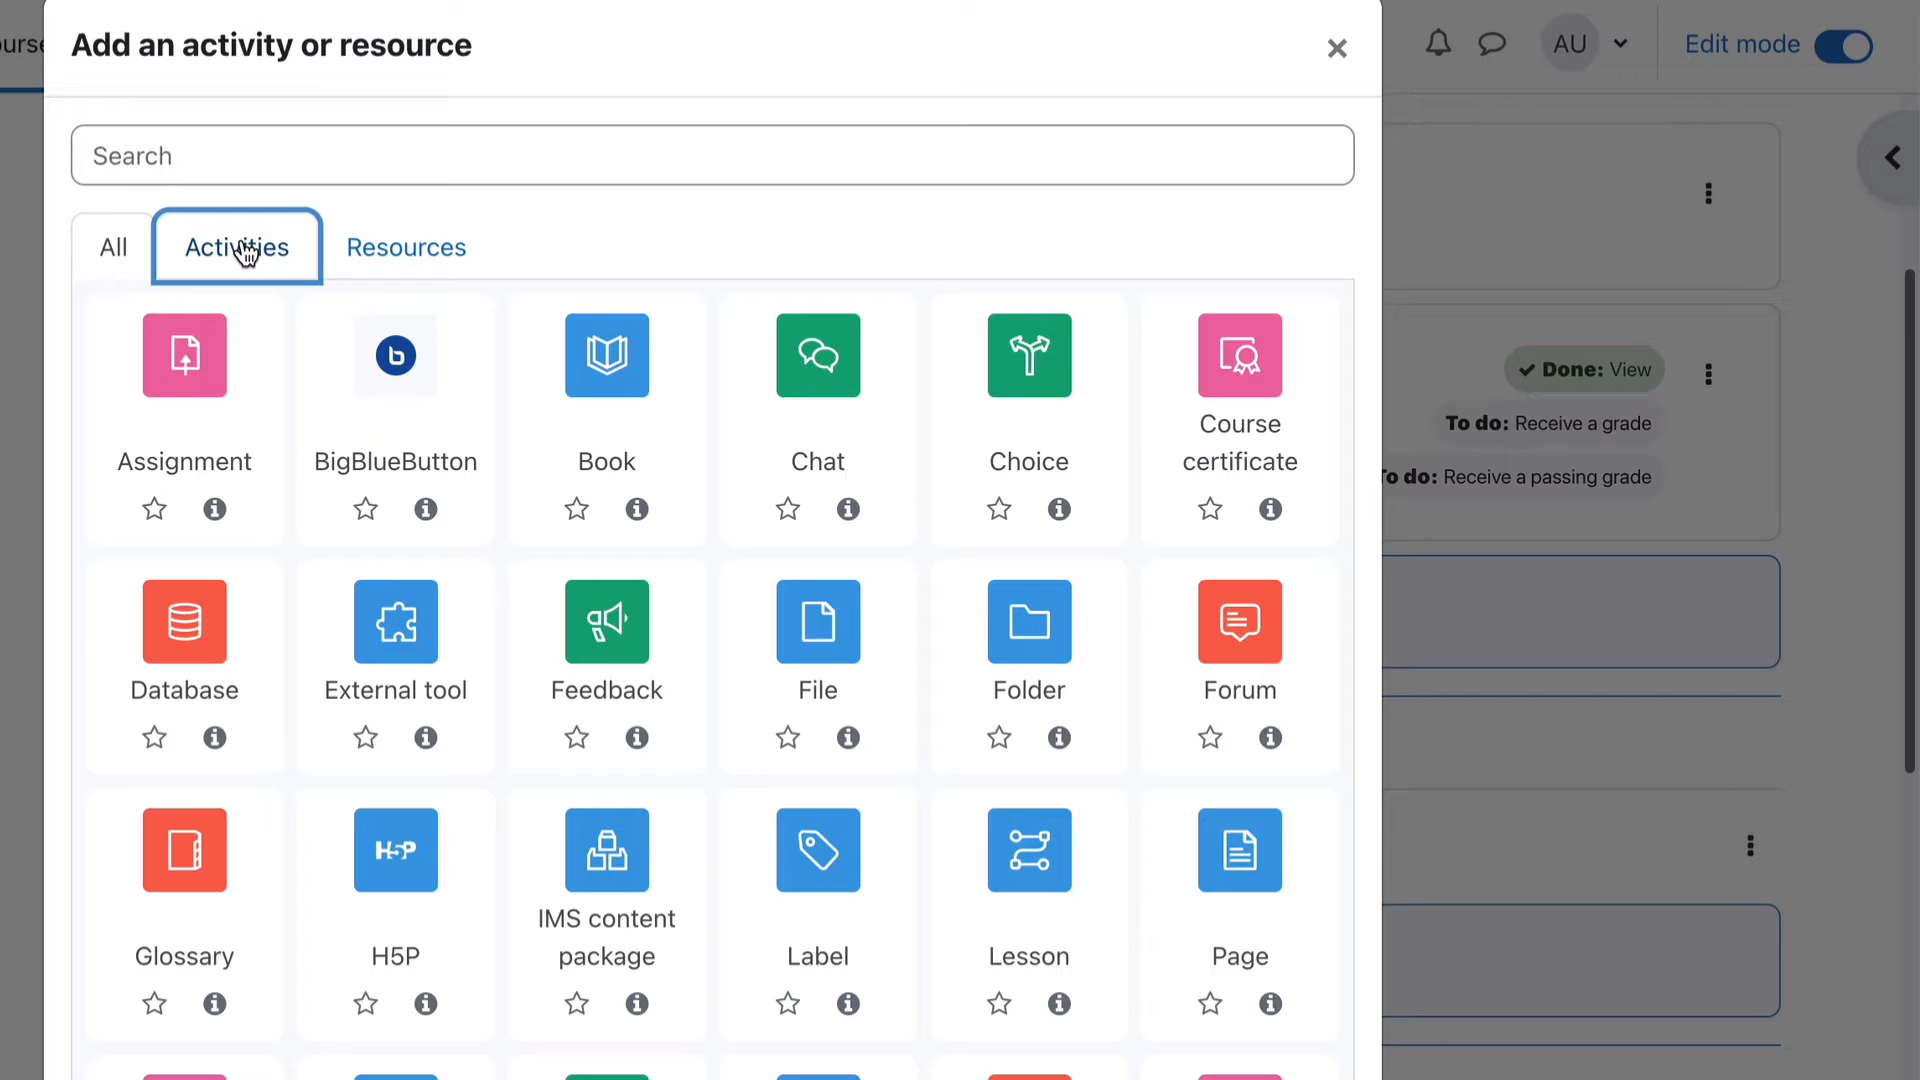 Add an activity or resource
AU
Edit mode
Search
All
Activities
Resources
Done: View
To do: Receive a grade
do: Receive a passing grade
Assignment
BigBlueButton
Book
Chat
Choice
Course
certificate
Database
External tool
Feedback
File
Folder
Forum
H5P
Glossary
H5P
IMS content
package
Label
Lesson
Page